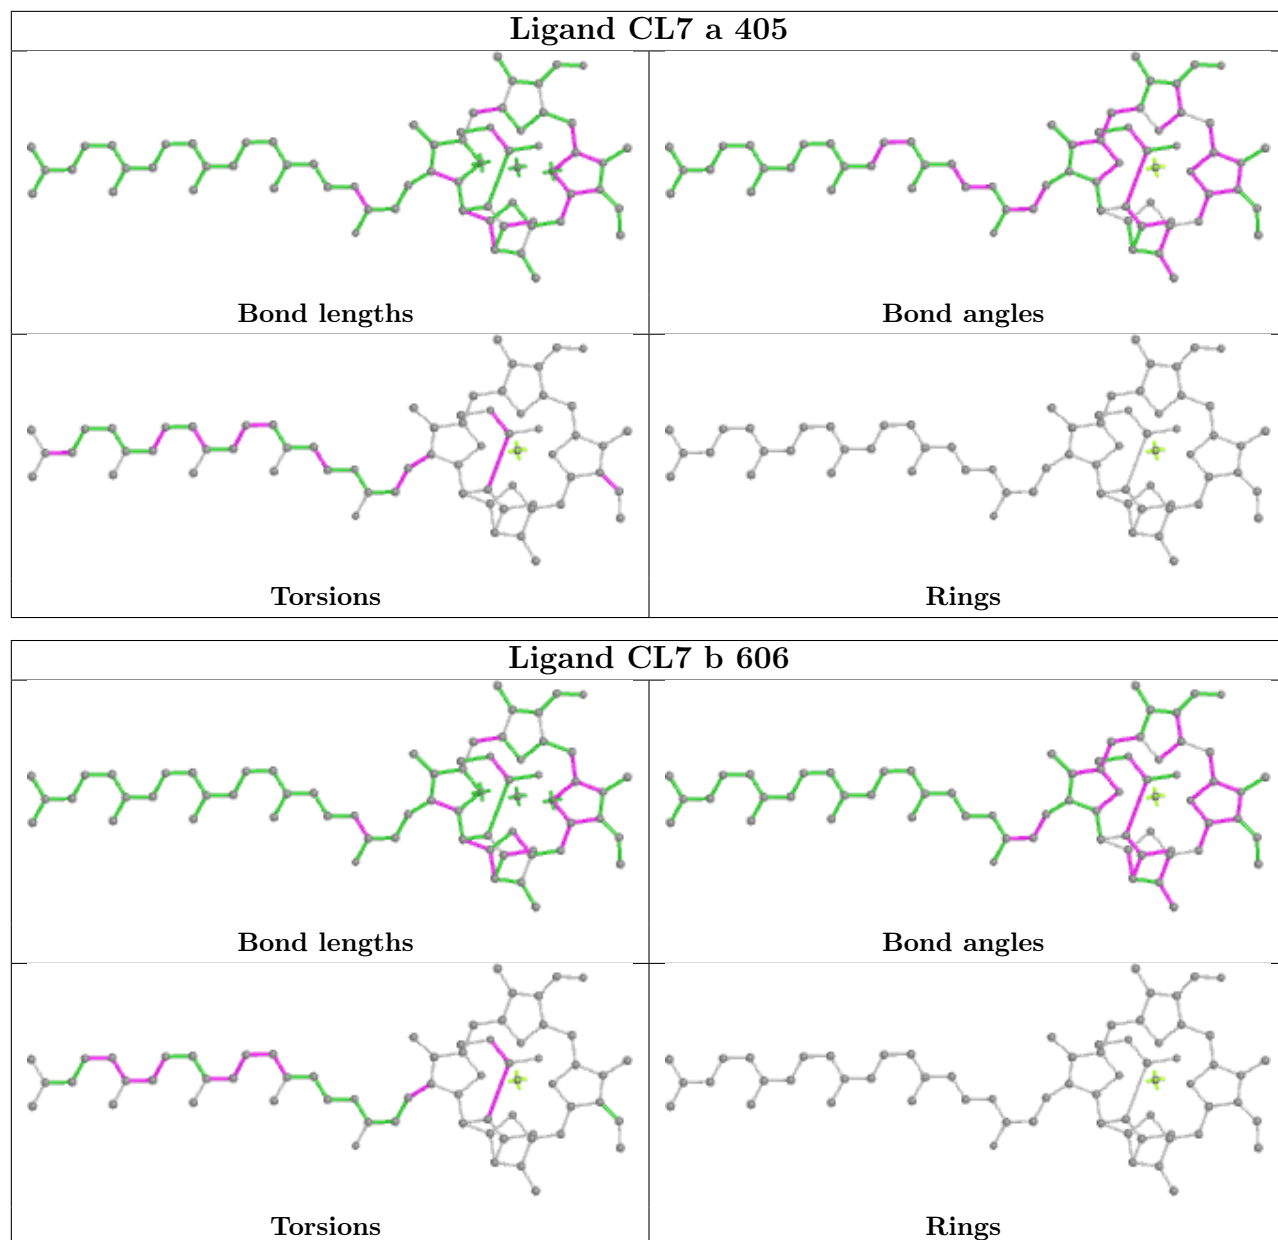 Ligand CL7 a 405
Bond lengths
Bond angles
Torsions
Rings
Ligand CL7 b 606
Bond lengths
Bond angles
Torsions
Rings